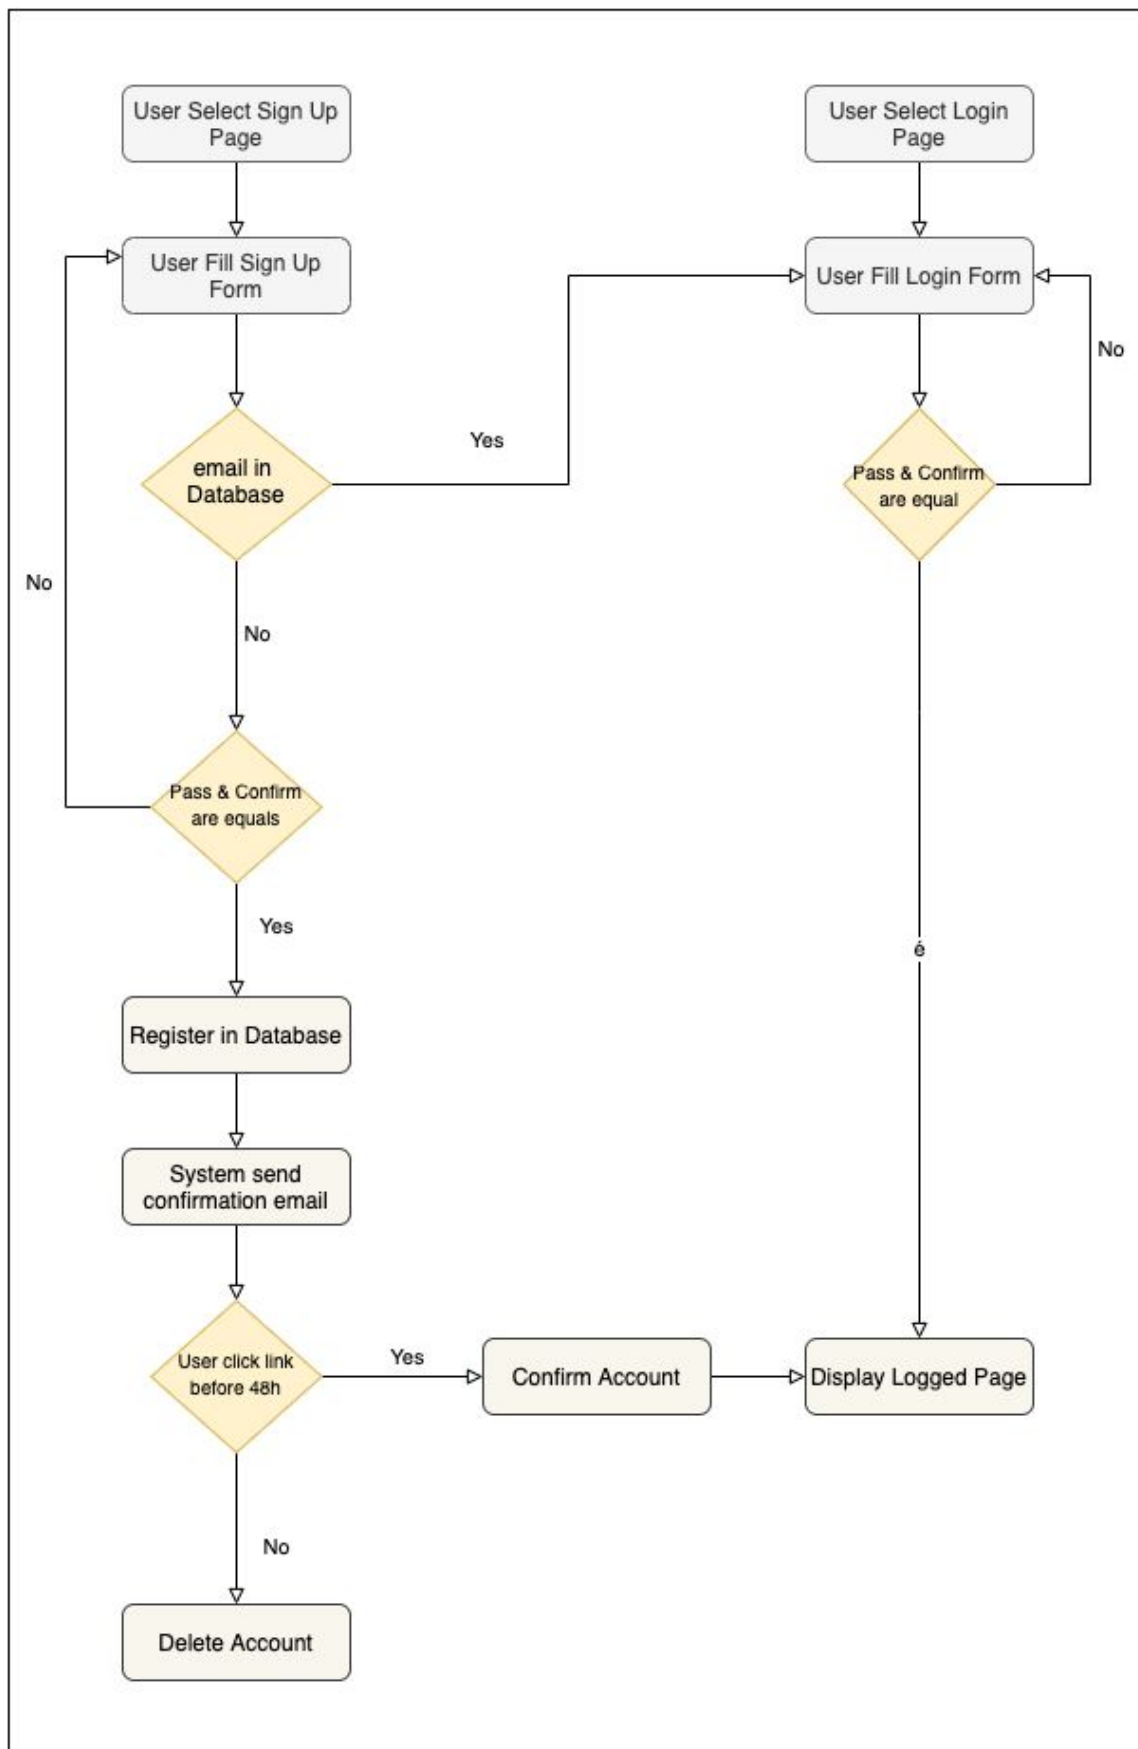 User Select Sign Up
Page
User Select Login
Page
User Fill Sign Up
Form
User Fill Login Form
No
Yes
email in
Database
Pass & Confirm
are equal
No
No
Pass & Confirm
are equals
Yes
é
Register in Database
System send
confirmation email
User click link
before 48h
Yes
Confirm Account
Display Logged Page
No
Delete Account